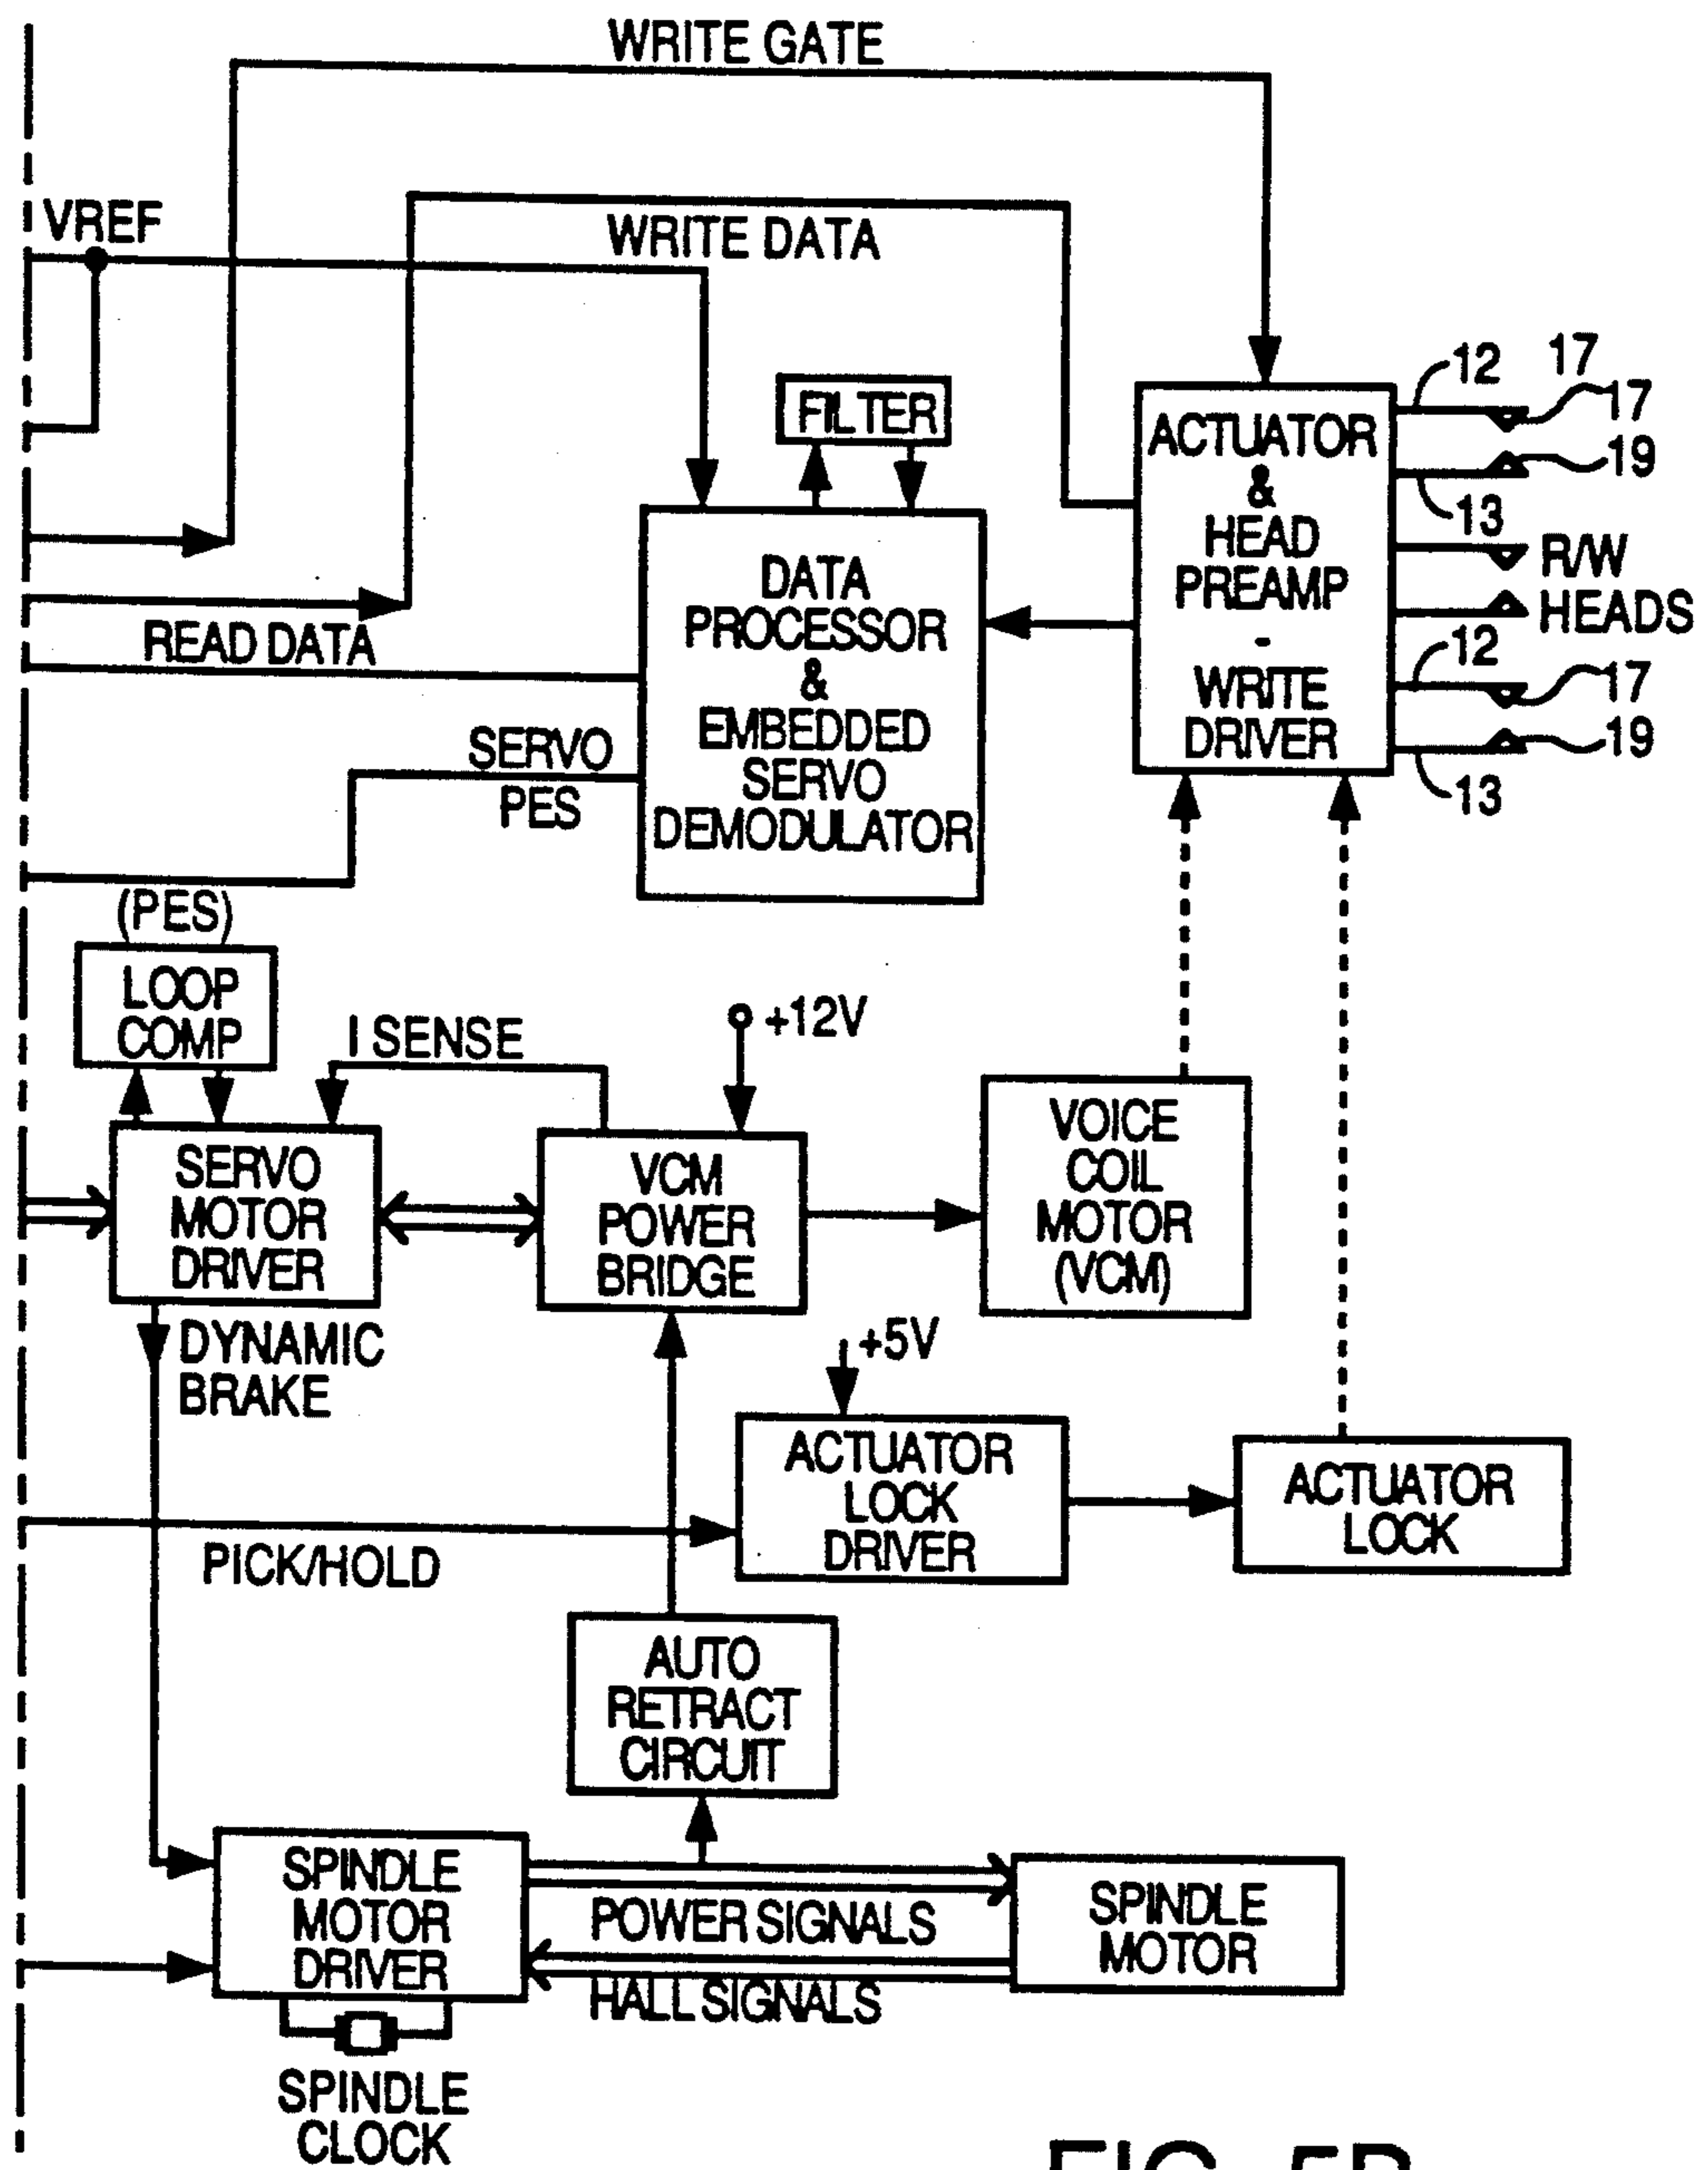 WRITE GATE
VREF
WRITE DATA
12
17
17
FILTER
19
ACTUATOR
&
HEAD
PREAMP
-
WRITE
DRIVER
13
R/W
HEADS
DATA
PROCESSOR
&
EMBEDDED
SERVO
DEMODULATOR
READ DATA
12
17
19
13
SERVO
PES
(PES)
LOOP
COMP
I SENSE
+12V
SERVO
MOTOR
DRIVER
VCM
POWER
BRIDGE
VOICE
COIL
MOTOR
(VCM)
DYNAMIC
BRAKE
+5V
ACTUATOR
LOCK
DRIVER
ACTUATOR
LOCK
PICK/HOLD
AUTO
RETRACT
CIRCUIT
SPINDLE
MOTOR
DRIVER
POWER SIGNALS
SPINDLE
MOTOR
HALL SIGNALS
SPINDLE
CLOCK
FIG. 5B